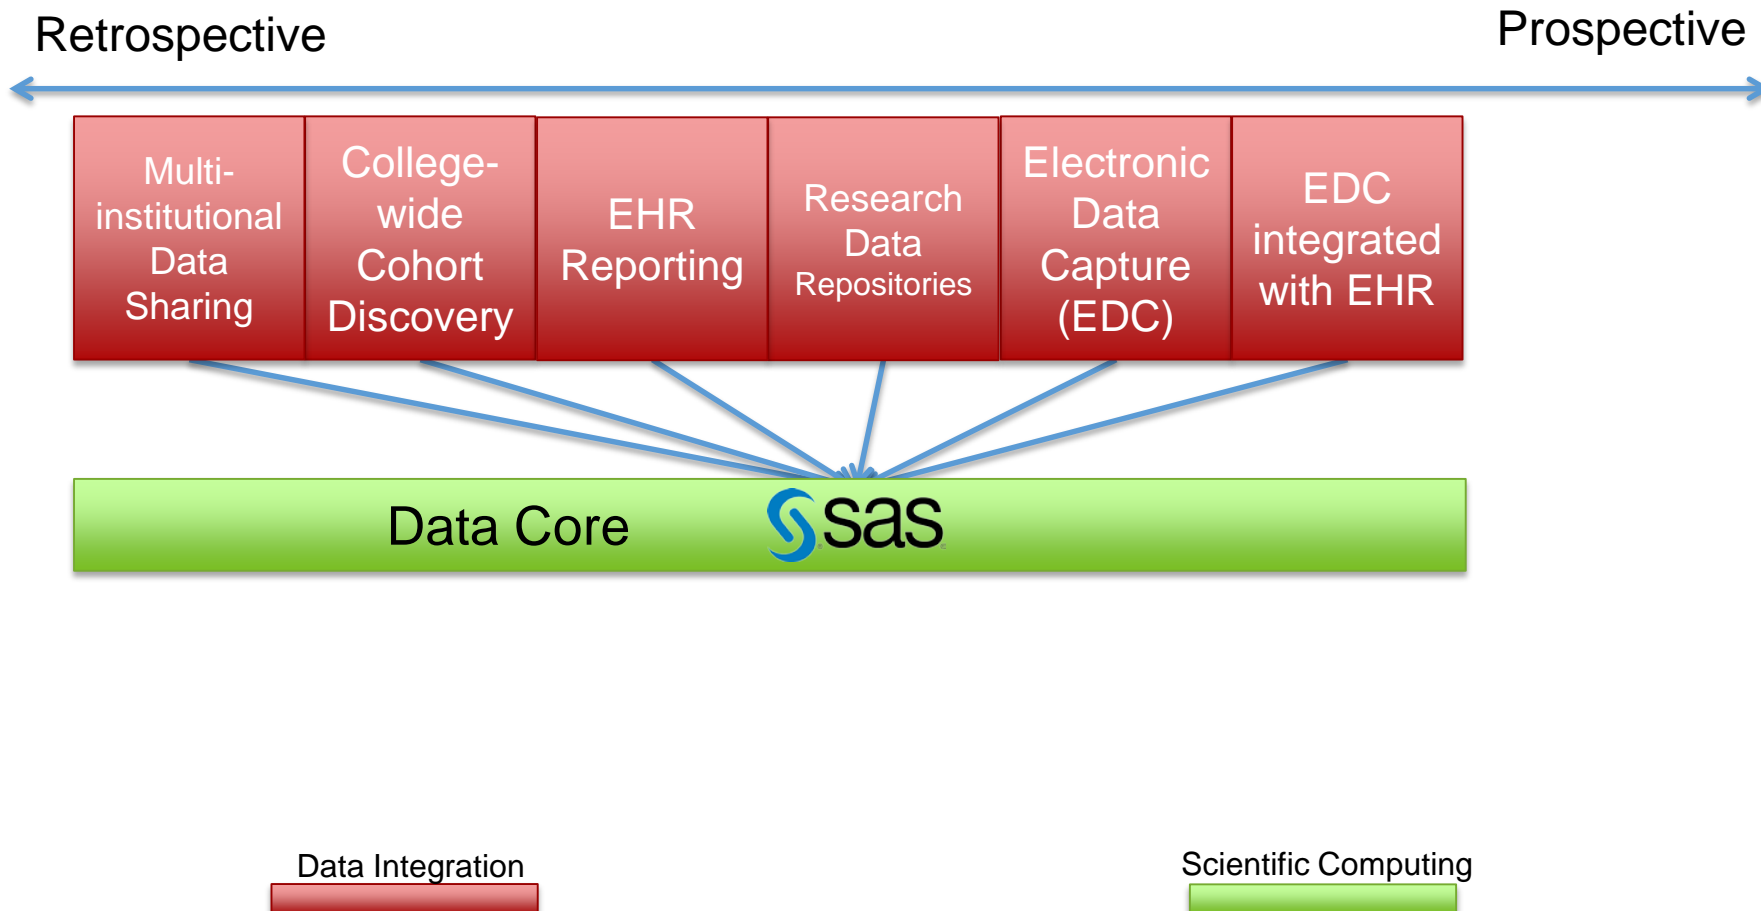 Retrospective
Prospective
Multi-
institutional
Data
Sharing
College-
wide
Cohort
Discovery
EHR
Reporting
Research
Data
Repositories
Electronic
Data
Capture
(EDC)
EDC
integrated
with EHR
Data Core
sas
Data Integration
Scientific Computing